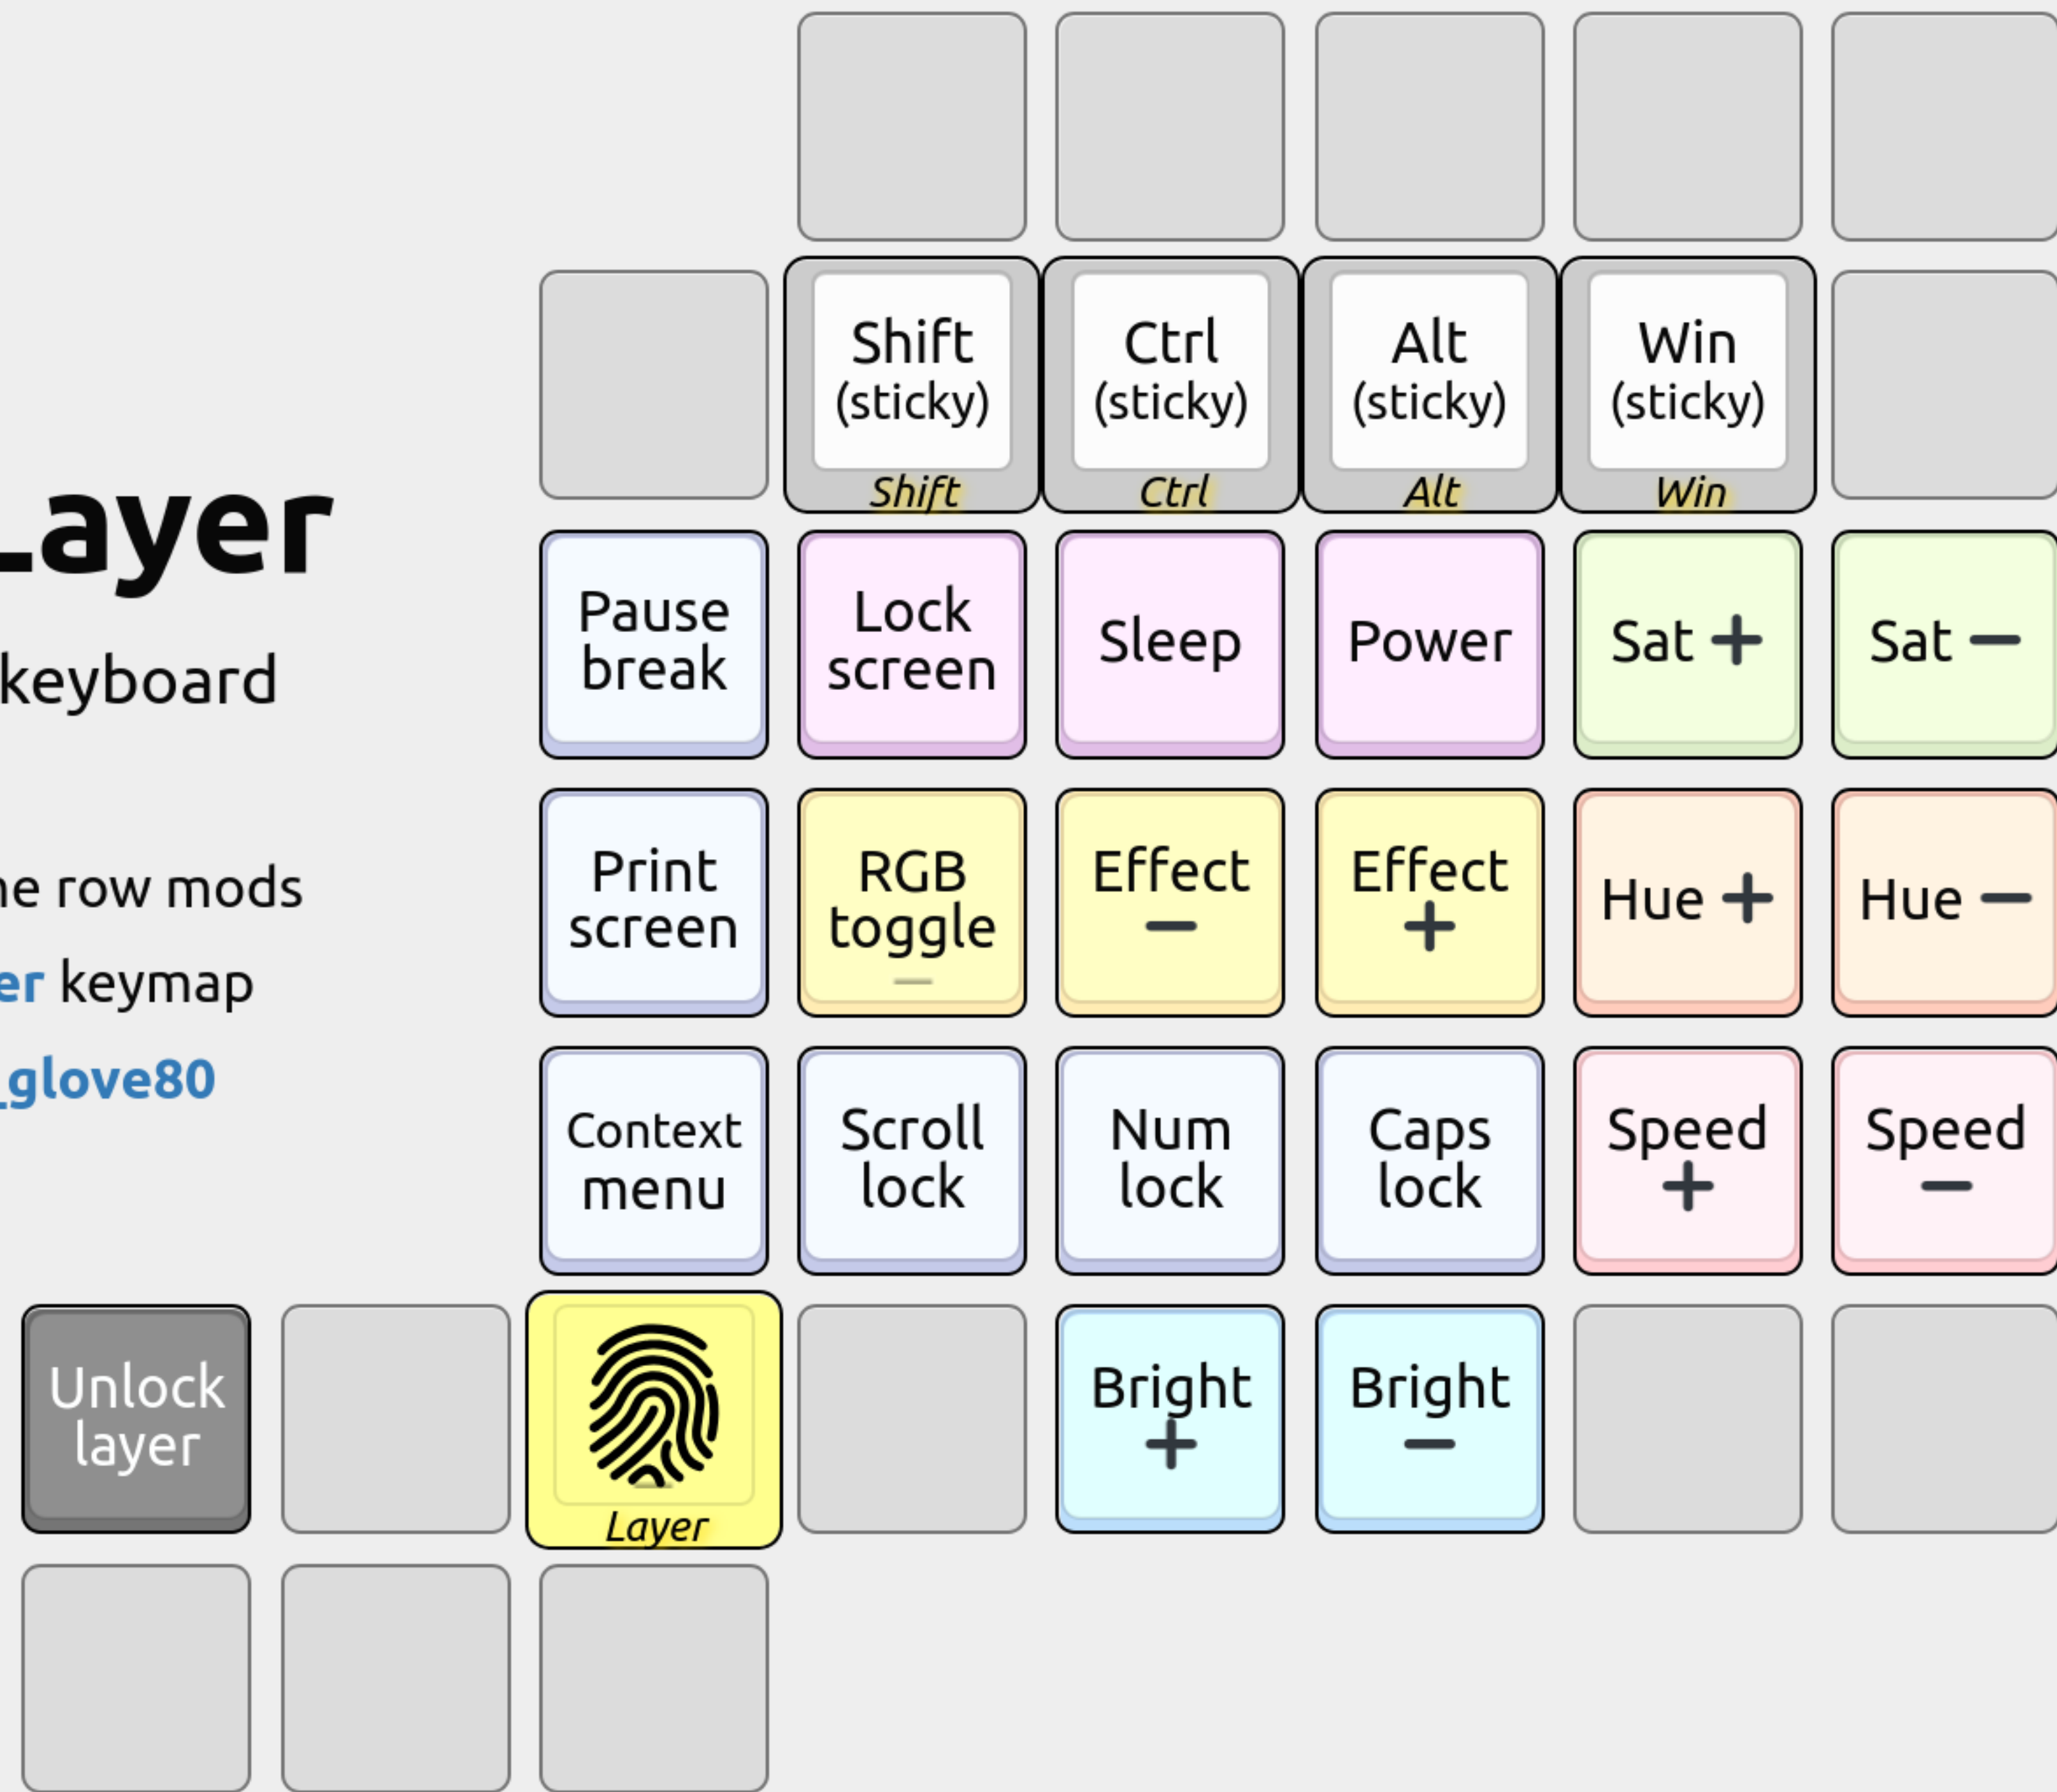 Shift
(sticky)
Shift
Ctrl
(sticky)
Ctrl
Alt
(sticky)
Alt
Win
(sticky)
Win
Layer
keyboard
ne row mods
er keymap
_glove80
Pause
break
Lock
screen
Sleep
Power
Sat +
Sat −
Print
screen
RGB
toggle
Effect
−
Effect
+
Hue +
Hue −
Context
menu
Scroll
lock
Num
lock
Caps
lock
Speed
+
Speed
−
Unlock
layer
Layer
Bright
+
Bright
−